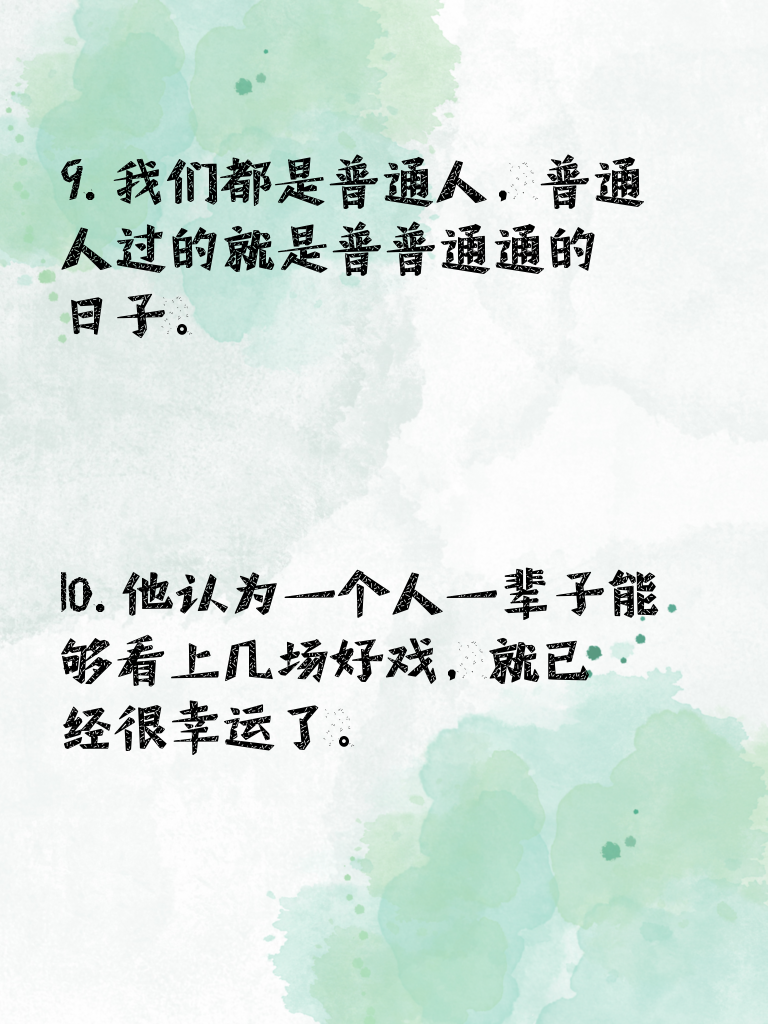 9. 我们都是普通人，普通
人过的就是普普通通的
日子。
10. 他认为一个人一辈子能
够看上几场好戏，就已
经很幸运了。